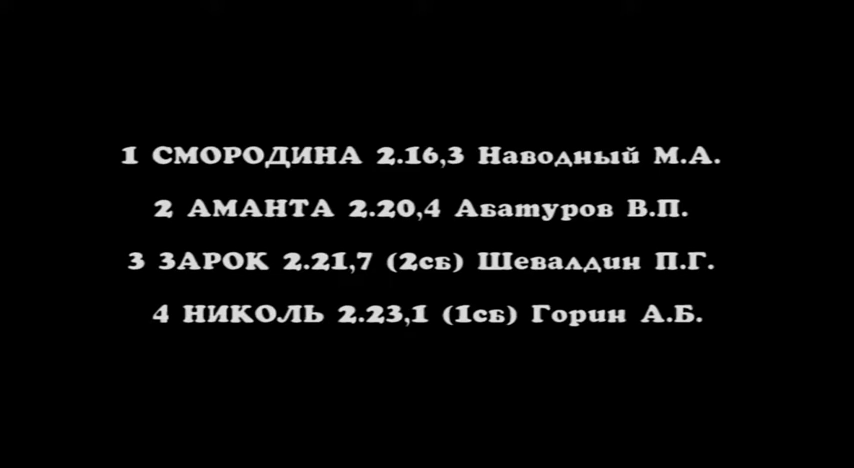 1 СМОРОДИНА 2.16,3 Наводный М.А.
2 АМАНТА 2.20,4 Абатуров В.П.
3 ЗАРОК 2.21,7 (2сб) Шевалдин П.Г.
4 НИКОЛЬ 2.23,1 (1сб) Горин А.Б.